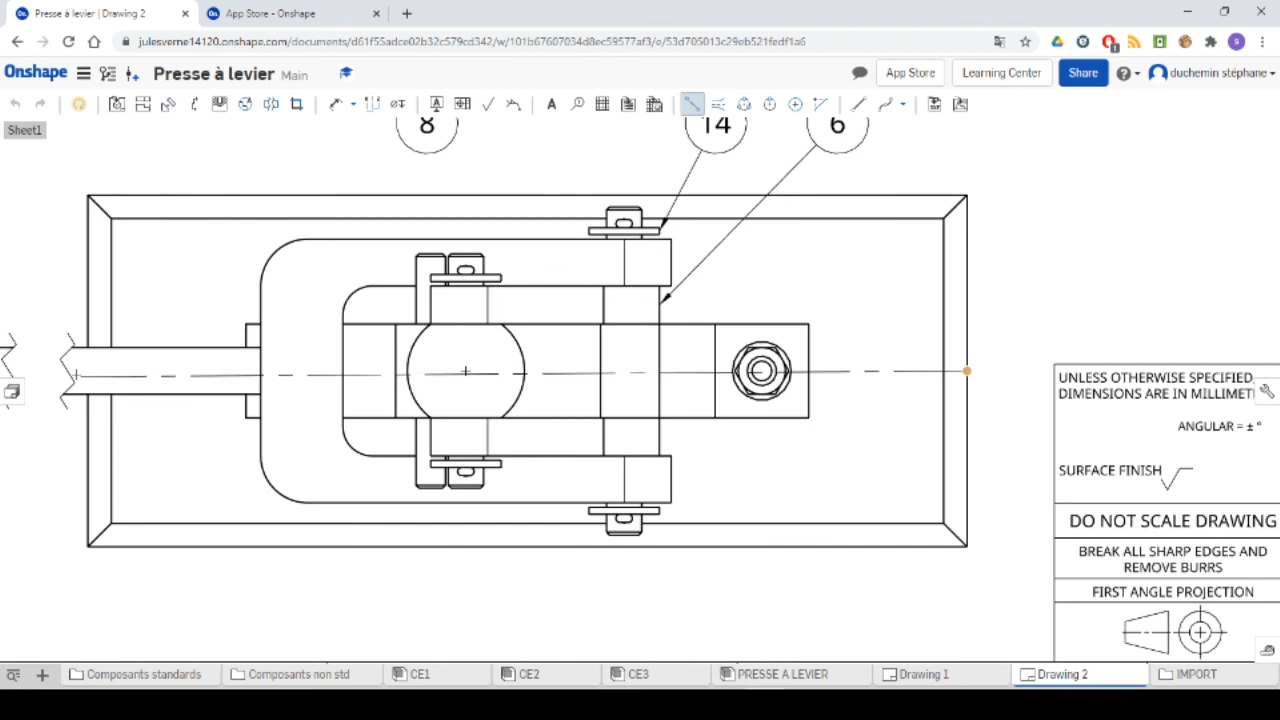 Presse à levier | Drawing 2
App Store - Onshape
julesverne14120.onshape.com/documents/d61f55adce02b32c579cd342/w/101b67607034d8ec59577af3/e/53d705013c29eb521fedf1a6
Onshape
Presse à levier Main
App Store
Learning Center
Share
duchemin stéphane
Sheet1
8
14
6
UNLESS OTHERWISE SPECIFIED,
DIMENSIONS ARE IN MILLIMET
ANGULAR = ± °
SURFACE FINISH
DO NOT SCALE DRAWING
BREAK ALL SHARP EDGES AND
REMOVE BURRS
FIRST ANGLE PROJECTION
Composants standards
Composants non std
CE1
CE2
CE3
PRESSE A LEVIER
Drawing 1
Drawing 2
IMPORT